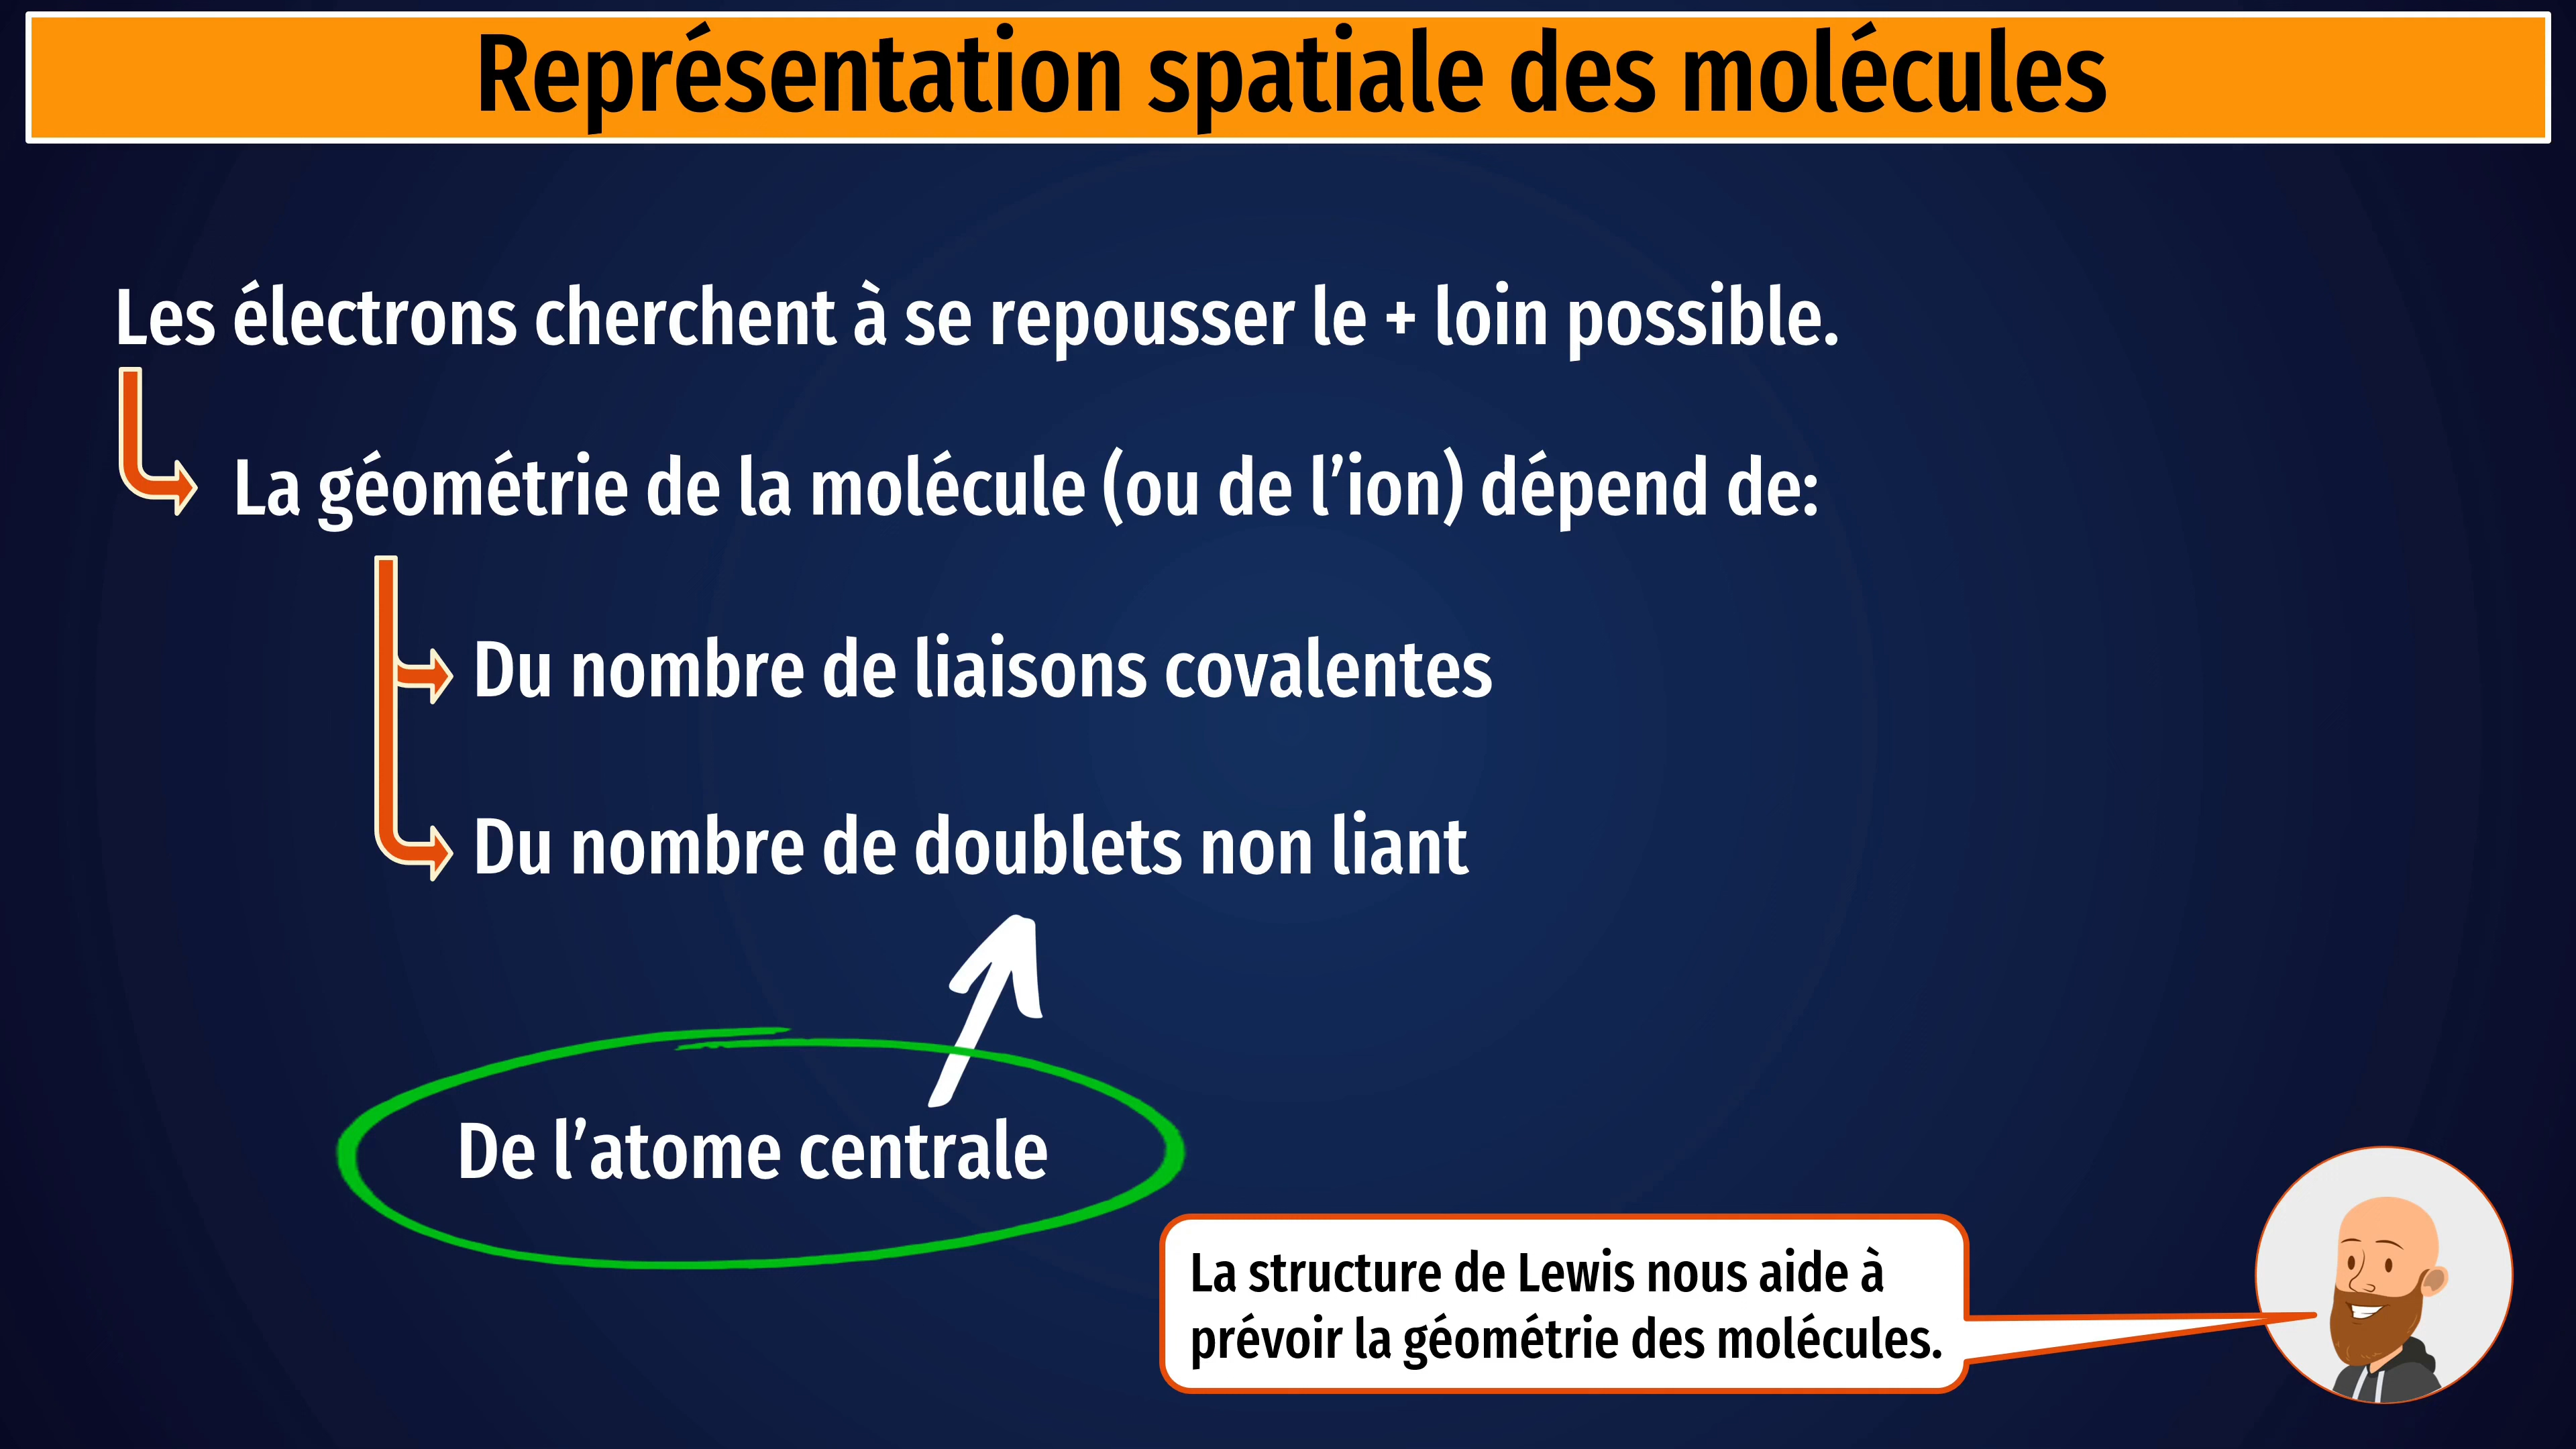 Représentation spatiale des molécules
Les électrons cherchent à se repousser le + loin possible.
La géométrie de la molécule (ou de l’ion) dépend de:
Du nombre de liaisons covalentes
Du nombre de doublets non liant
De l’atome centrale
La structure de Lewis nous aide à
prévoir la géométrie des molécules.